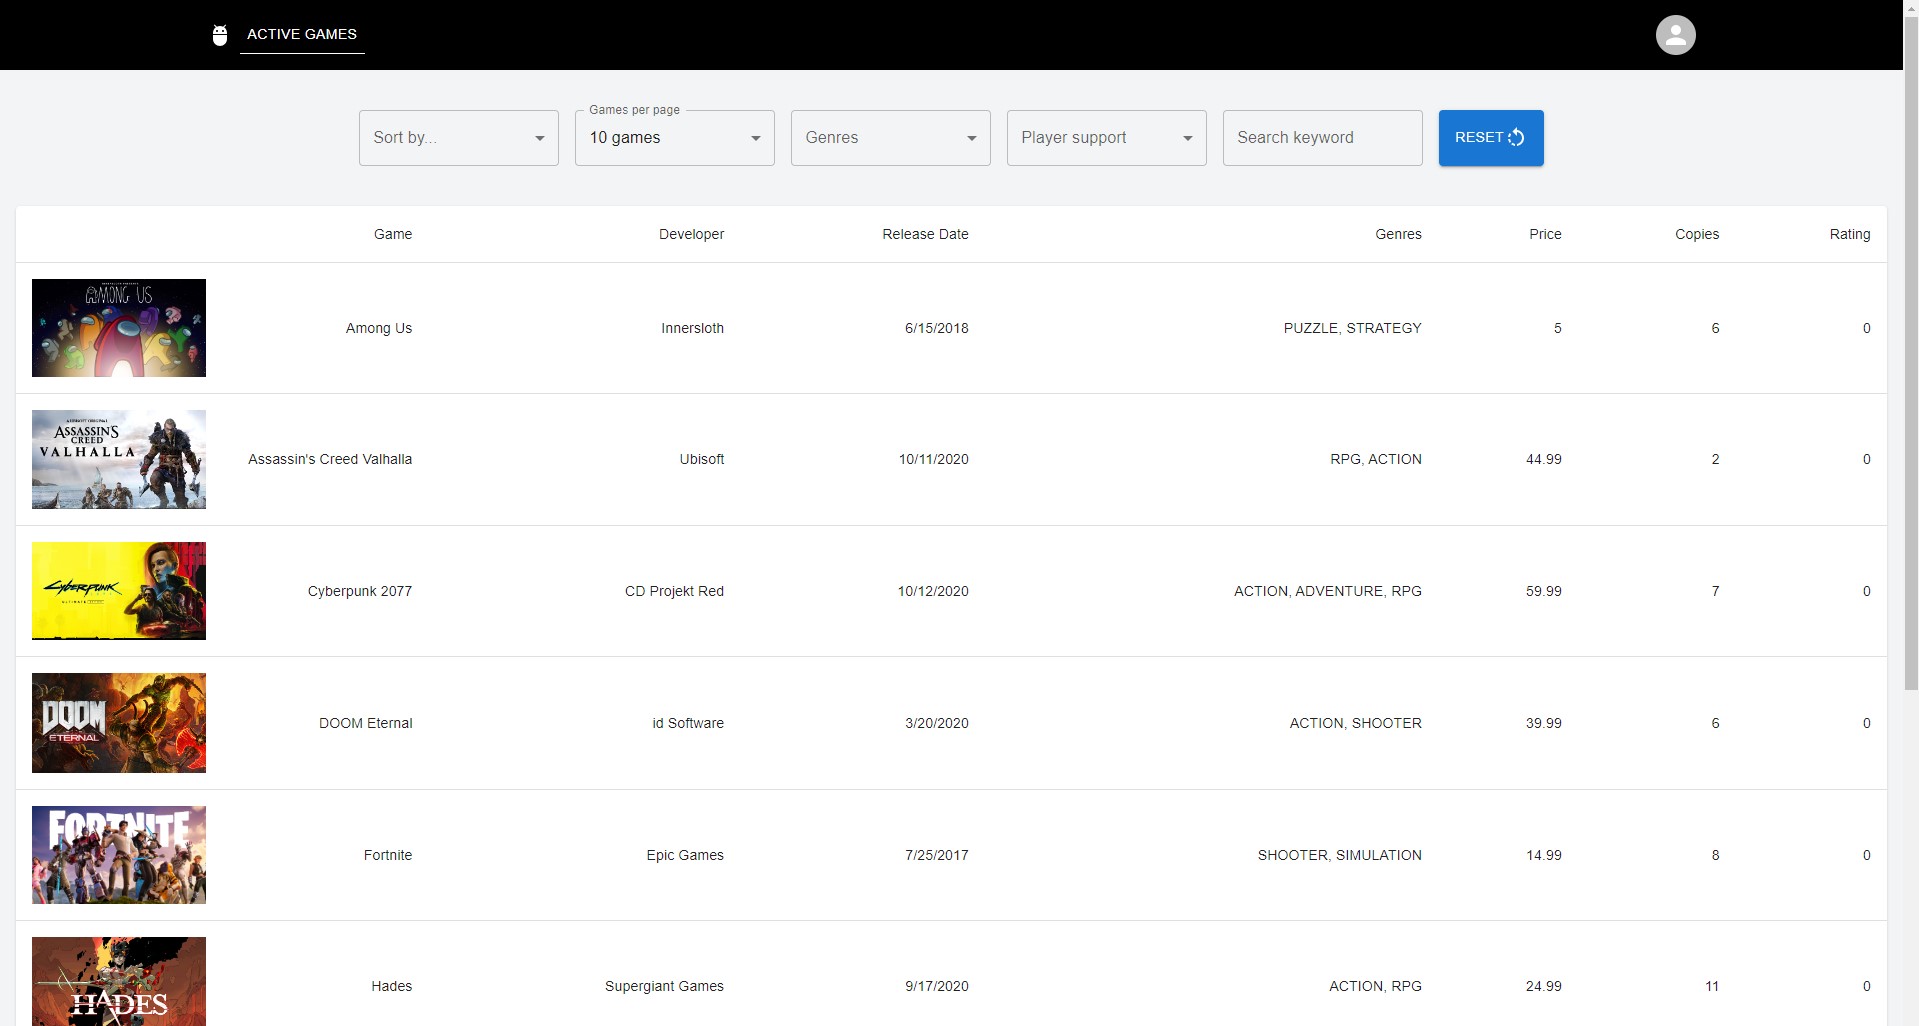 ACTIVE GAMES
Games per page
Sort by... 10 games Genres Player support Search keyword RESET
Game Developer Release Date Genres Price Copies Rating
AMONG US
Among Us Innersloth 6/15/2018 PUZZLE, STRATEGY 5 6 0
ASSASSIN'S
CREED
VALHALLA
Assassin's Creed Valhalla Ubisoft 10/11/2020 RPG, ACTION 44.99 2 0
CYBERPUNK
ULTIMATE
Cyberpunk 2077 CD Projekt Red 10/12/2020 ACTION, ADVENTURE, RPG 59.99 7 0
DOOM
ETERNAL
DOOM Eternal id Software 3/20/2020 ACTION, SHOOTER 39.99 6 0
FORTNITE
Fortnite Epic Games 7/25/2017 SHOOTER, SIMULATION 14.99 8 0
HADES
Hades Supergiant Games 9/17/2020 ACTION, RPG 24.99 11 0